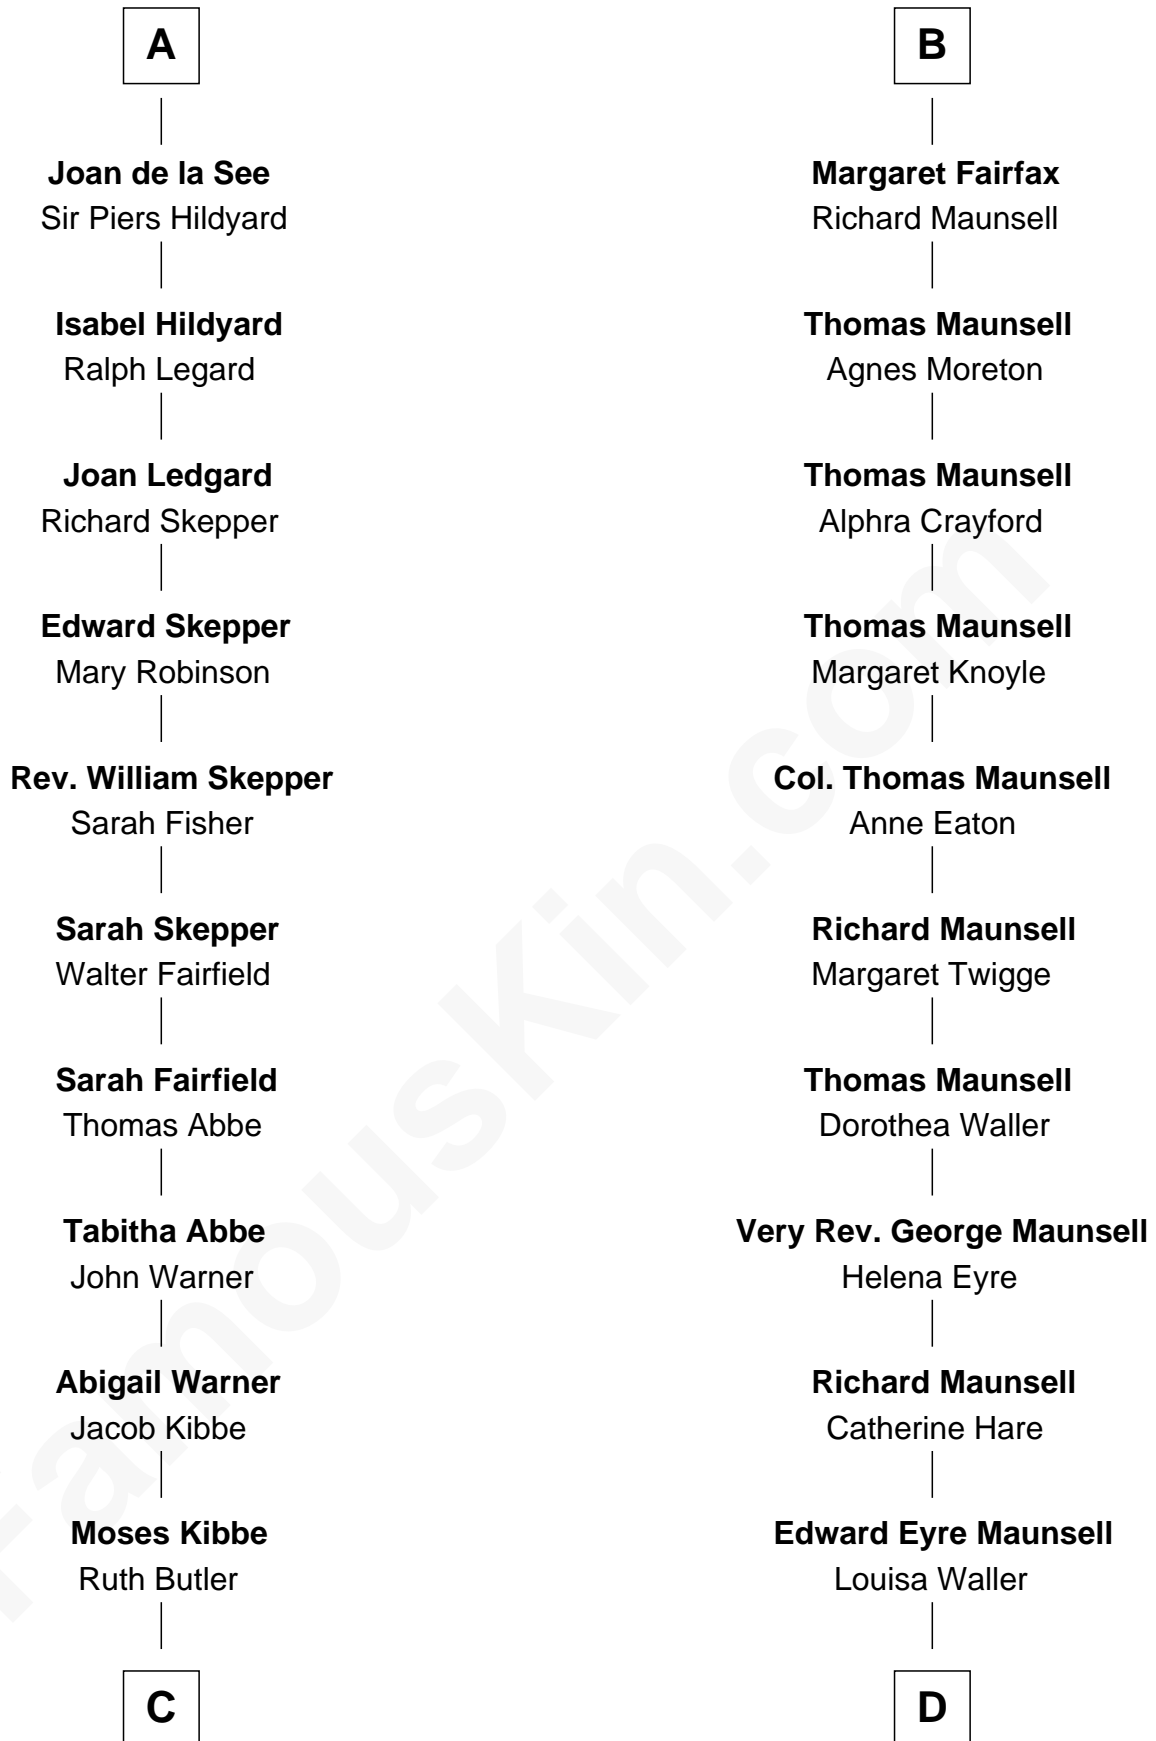 A
Joan de la See
Sir Piers Hildyard
Isabel Hildyard
Ralph Legard
Joan Ledgard
Richard Skepper
Edward Skepper
Mary Robinson
Rev. William Skepper
Sarah Fisher
Sarah Skepper
Walter Fairfield
Sarah Fairfield
Thomas Abbe
Tabitha Abbe
John Warner
Abigail Warner
Jacob Kibbe
Moses Kibbe
Ruth Butler
C
B
Margaret Fairfax
Richard Maunsell
Thomas Maunsell
Agnes Moreton
Thomas Maunsell
Alphra Crayford
Thomas Maunsell
Margaret Knoyle
Col. Thomas Maunsell
Anne Eaton
Richard Maunsell
Margaret Twigge
Thomas Maunsell
Dorothea Waller
Very Rev. George Maunsell
Helena Eyre
Richard Maunsell
Catherine Hare
Edward Eyre Maunsell
Louisa Waller
D
FamousKin.com